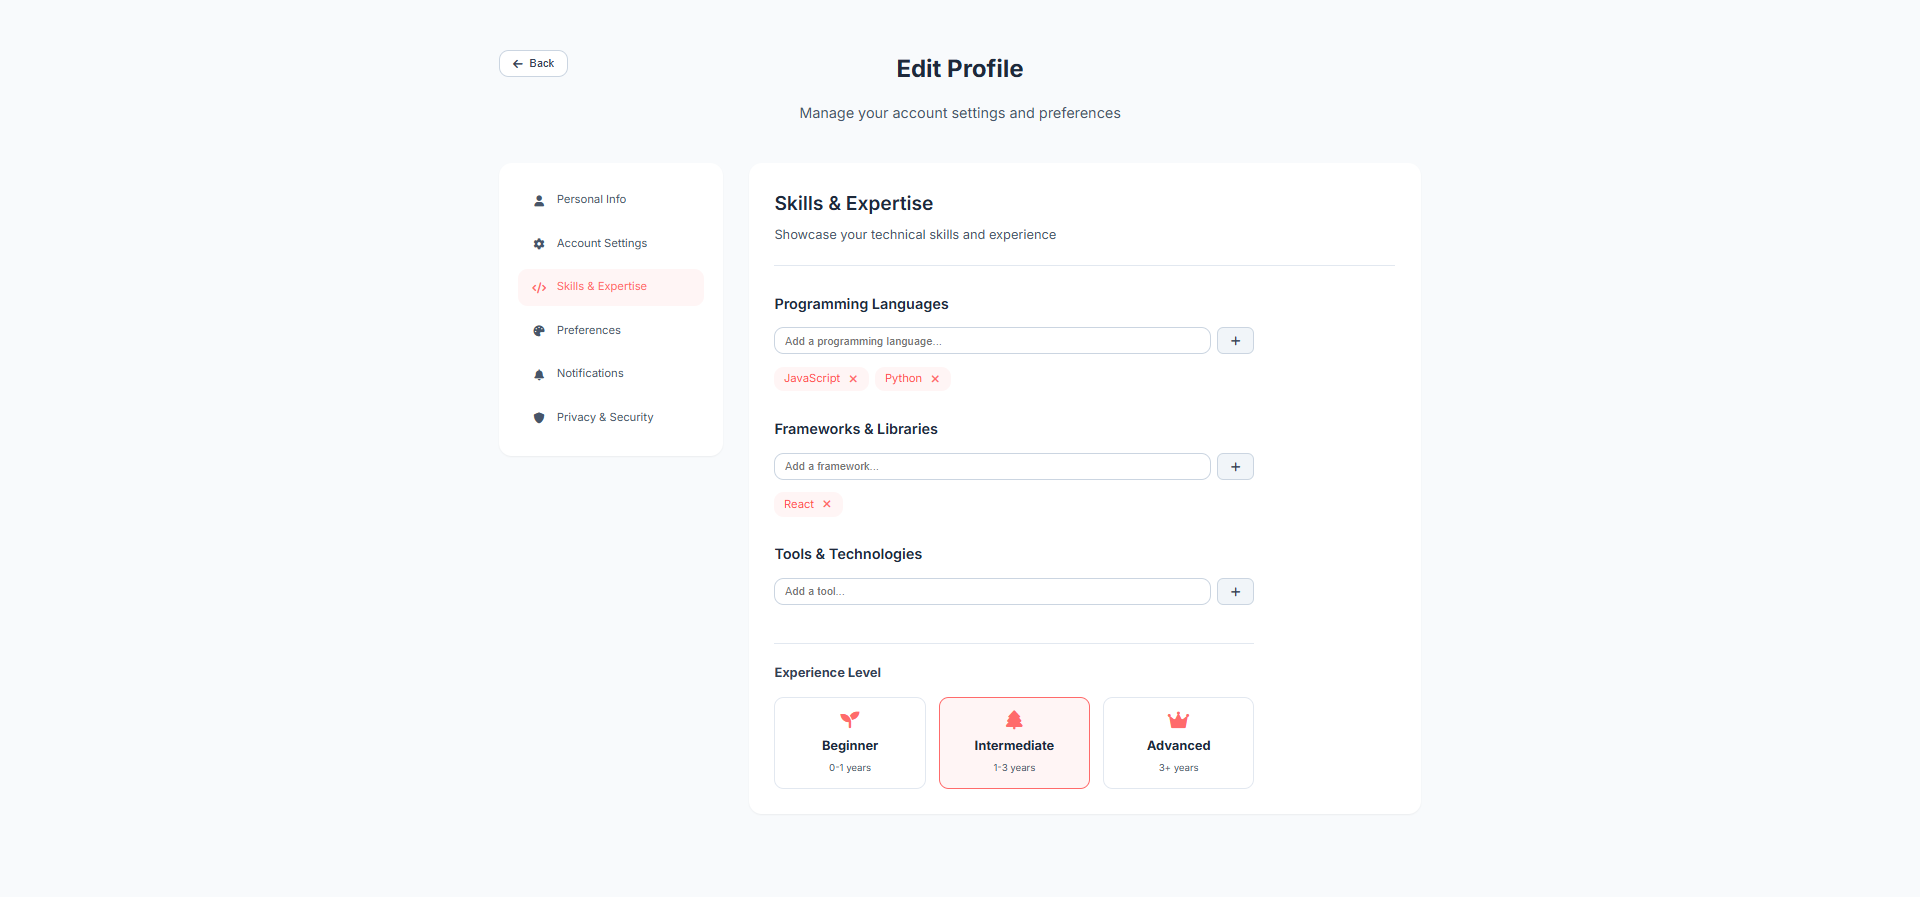 Back
Edit Profile
Manage your account settings and preferences
Personal Info
Account Settings
Skills & Expertise
Preferences
Notifications
Privacy & Security
Skills & Expertise
Showcase your technical skills and experience
Programming Languages
Add a programming language...
+
JavaScript × Python ×
Frameworks & Libraries
Add a framework...
+
React ×
Tools & Technologies
Add a tool...
+
Experience Level
Beginner
0-1 years
Intermediate
1-3 years
Advanced
3+ years